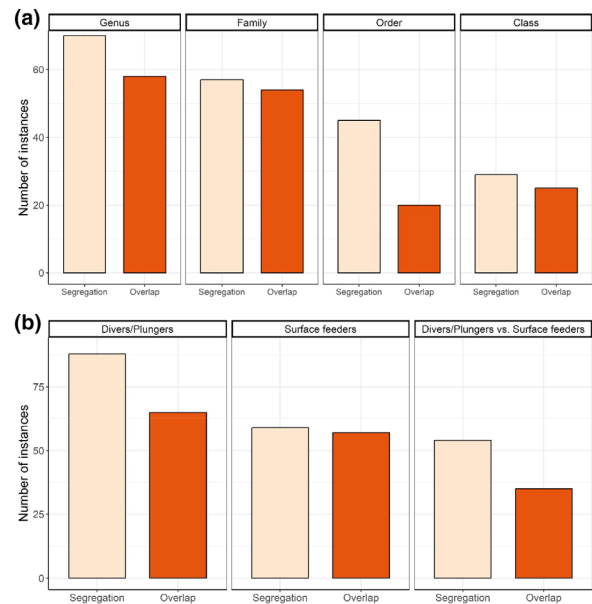 (a)
Genus Family Order Class
Number of instances
60
40
20
0
Segregation Overlap Segregation Overlap Segregation Overlap Segregation Overlap
(b)
Divers/Plungers Surface feeders Divers/Plungers vs. Surface feeders
Number of instances
75
50
25
0
Segregation Overlap Segregation Overlap Segregation Overlap